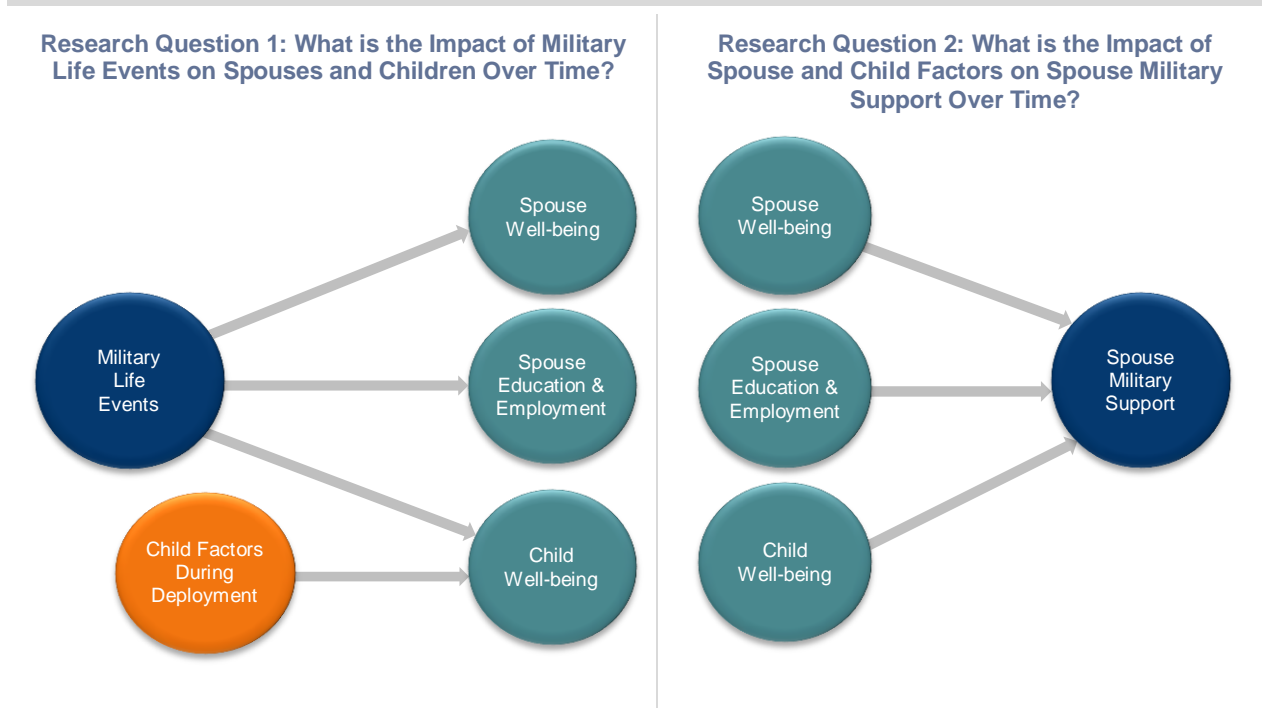 Research Question 1: What is the Impact of Military
Life Events on Spouses and Children Over Time?
Spouse
Well-being
Military
Life
Events
Spouse
Education &
Employment
Child Factors
During
Deployment
Child
Well-being
Research Question 2: What is the Impact of
Spouse and Child Factors on Spouse Military
Support Over Time?
Spouse
Well-being
Spouse
Education &
Employment
Spouse
Military
Support
Child
Well-being